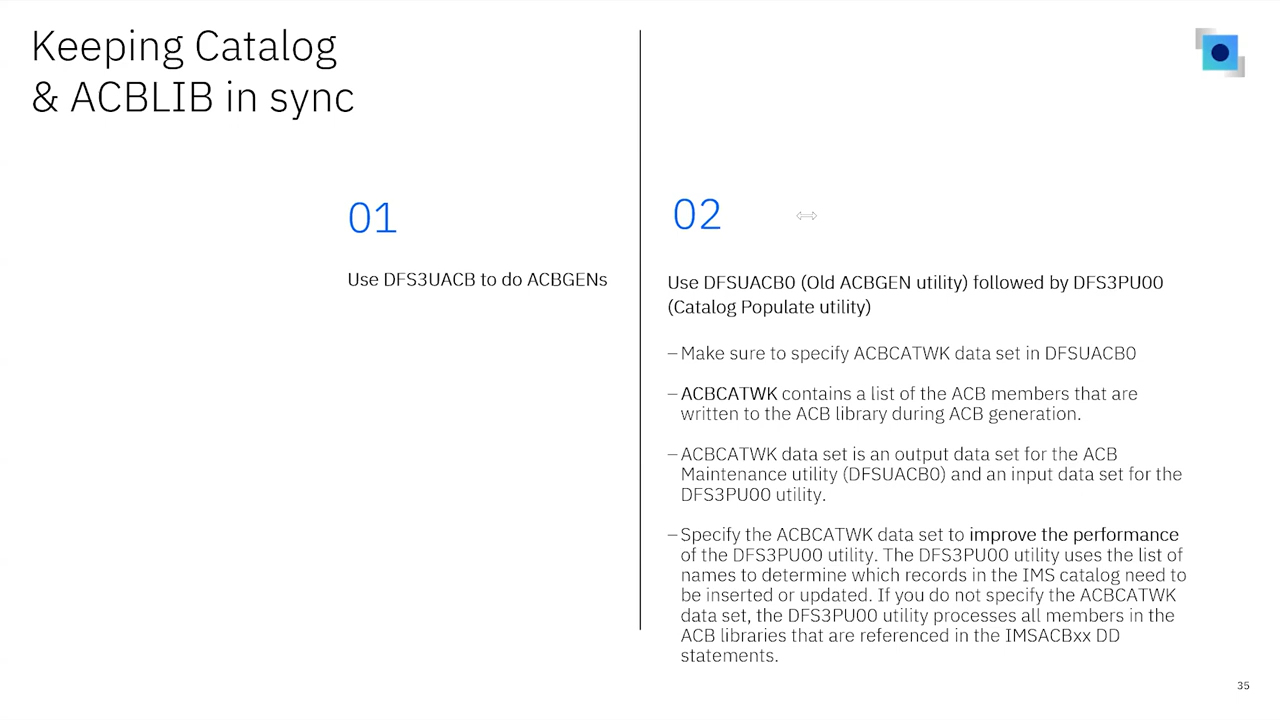 Keeping Catalog
& ACBLIB in sync
01
Use DFS3UACB to do ACBGENs
02
Use DFSUACB0 (Old ACBGEN utility) followed by DFS3PU00
(Catalog Populate utility)
– Make sure to specify ACBCATWK data set in DFSUACB0
– ACBCATWK contains a list of the ACB members that are
written to the ACB library during ACB generation.
– ACBCATWK data set is an output data set for the ACB
Maintenance utility (DFSUACB0) and an input data set for the
DFS3PU00 utility.
– Specify the ACBCATWK data set to improve the performance
of the DFS3PU00 utility. The DFS3PU00 utility uses the list of
names to determine which records in the IMS catalog need to
be inserted or updated. If you do not specify the ACBCATWK
data set, the DFS3PU00 utility processes all members in the
ACB libraries that are referenced in the IMSACBxx DD
statements.
35